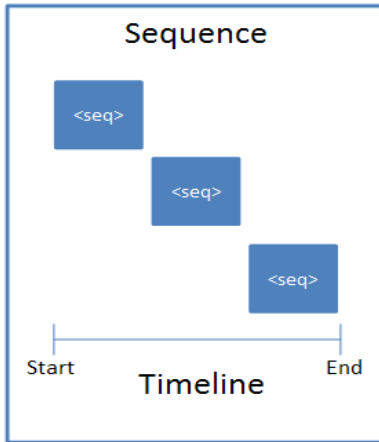 Sequence
<seq>
<seq>
<seq>
Start End
Timeline